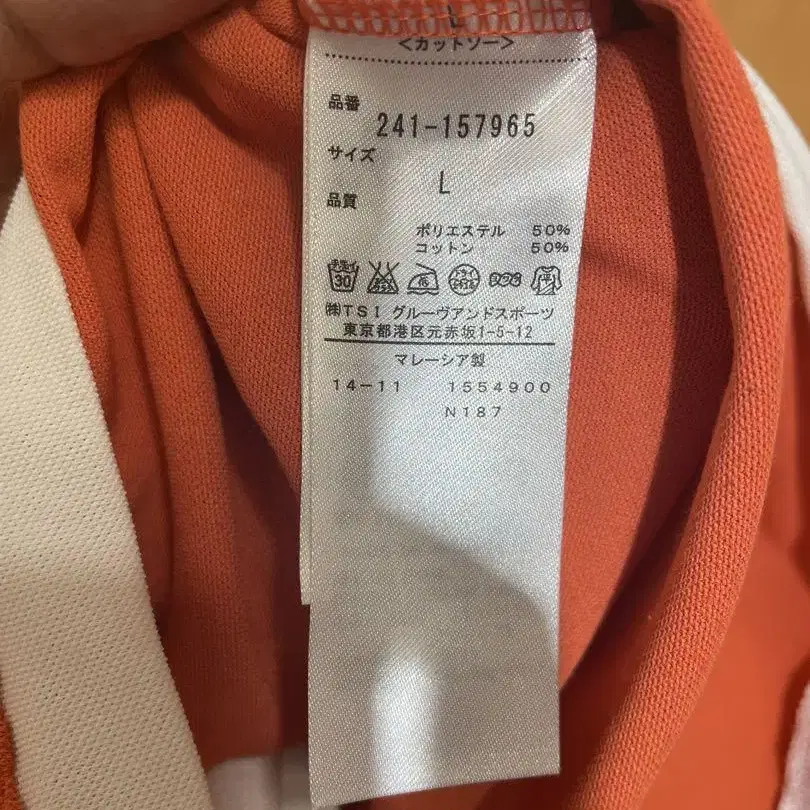 L
<カットソー>
品番
241-157965
サイズ
L
品質
ポリエステル 50%
コットン 50%
30
㈱TSI グルーヴアンドスポーツ
東京都港区元赤坂1-5-12
マレーシア製
14-11 1554900
N187